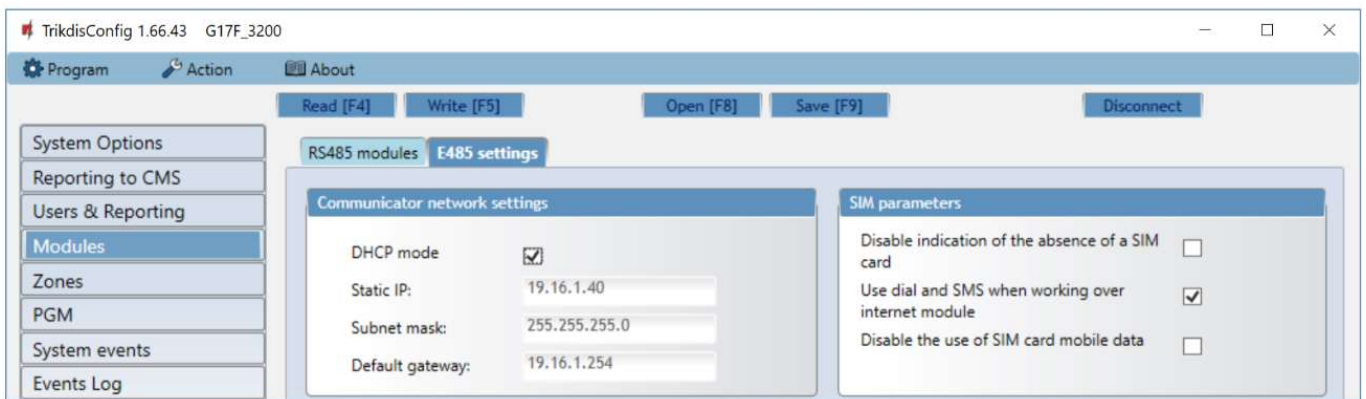 TrikdisConfig 1.66.43 G17F_3200
Program Action About
Read [F4] Write [F5] Open [F8] Save [F9] Disconnect
System Options
Reporting to CMS
Users & Reporting
Modules
Zones
PGM
System events
Events Log
RS485 modules E485 settings
Communicator network settings
DHCP mode
Static IP: 19.16.1.40
Subnet mask: 255.255.255.0
Default gateway: 19.16.1.254
SIM parameters
Disable indication of the absence of a SIM
card
Use dial and SMS when working over
internet module
Disable the use of SIM card mobile data